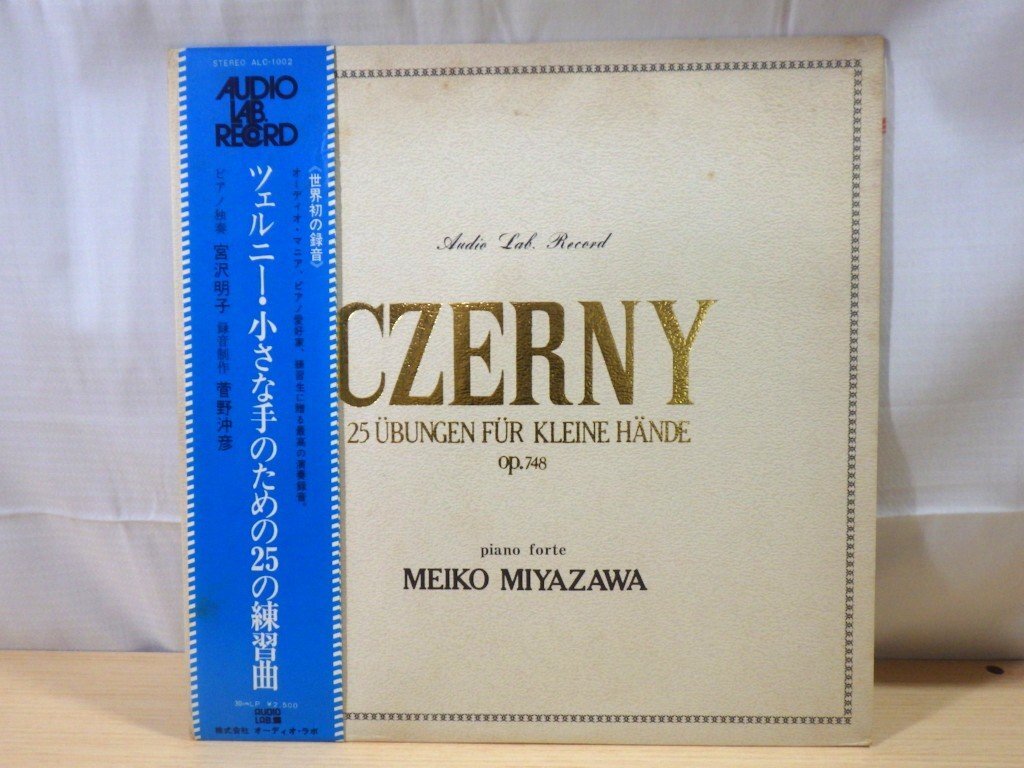 STEREO ALC-1002
AUDIO
LAB.
RECORD
《世界初の録音》
オーディオ・マニア、ピアノ愛好家、練習生に贈る最高の演奏録音。
ツェルニー・小さな手のための25の練習曲
ピアノ独奏 宮沢明子 録音制作 菅野沖彦
30cmLP ¥2,500
AUDIO
LAB.
株式会社 オーディオ・ラボ
Audio Lab. Record
CZERNY
25 ÜBUNGEN FÜR KLEINE HÄNDE
op.748
piano forte
MEIKO MIYAZAWA